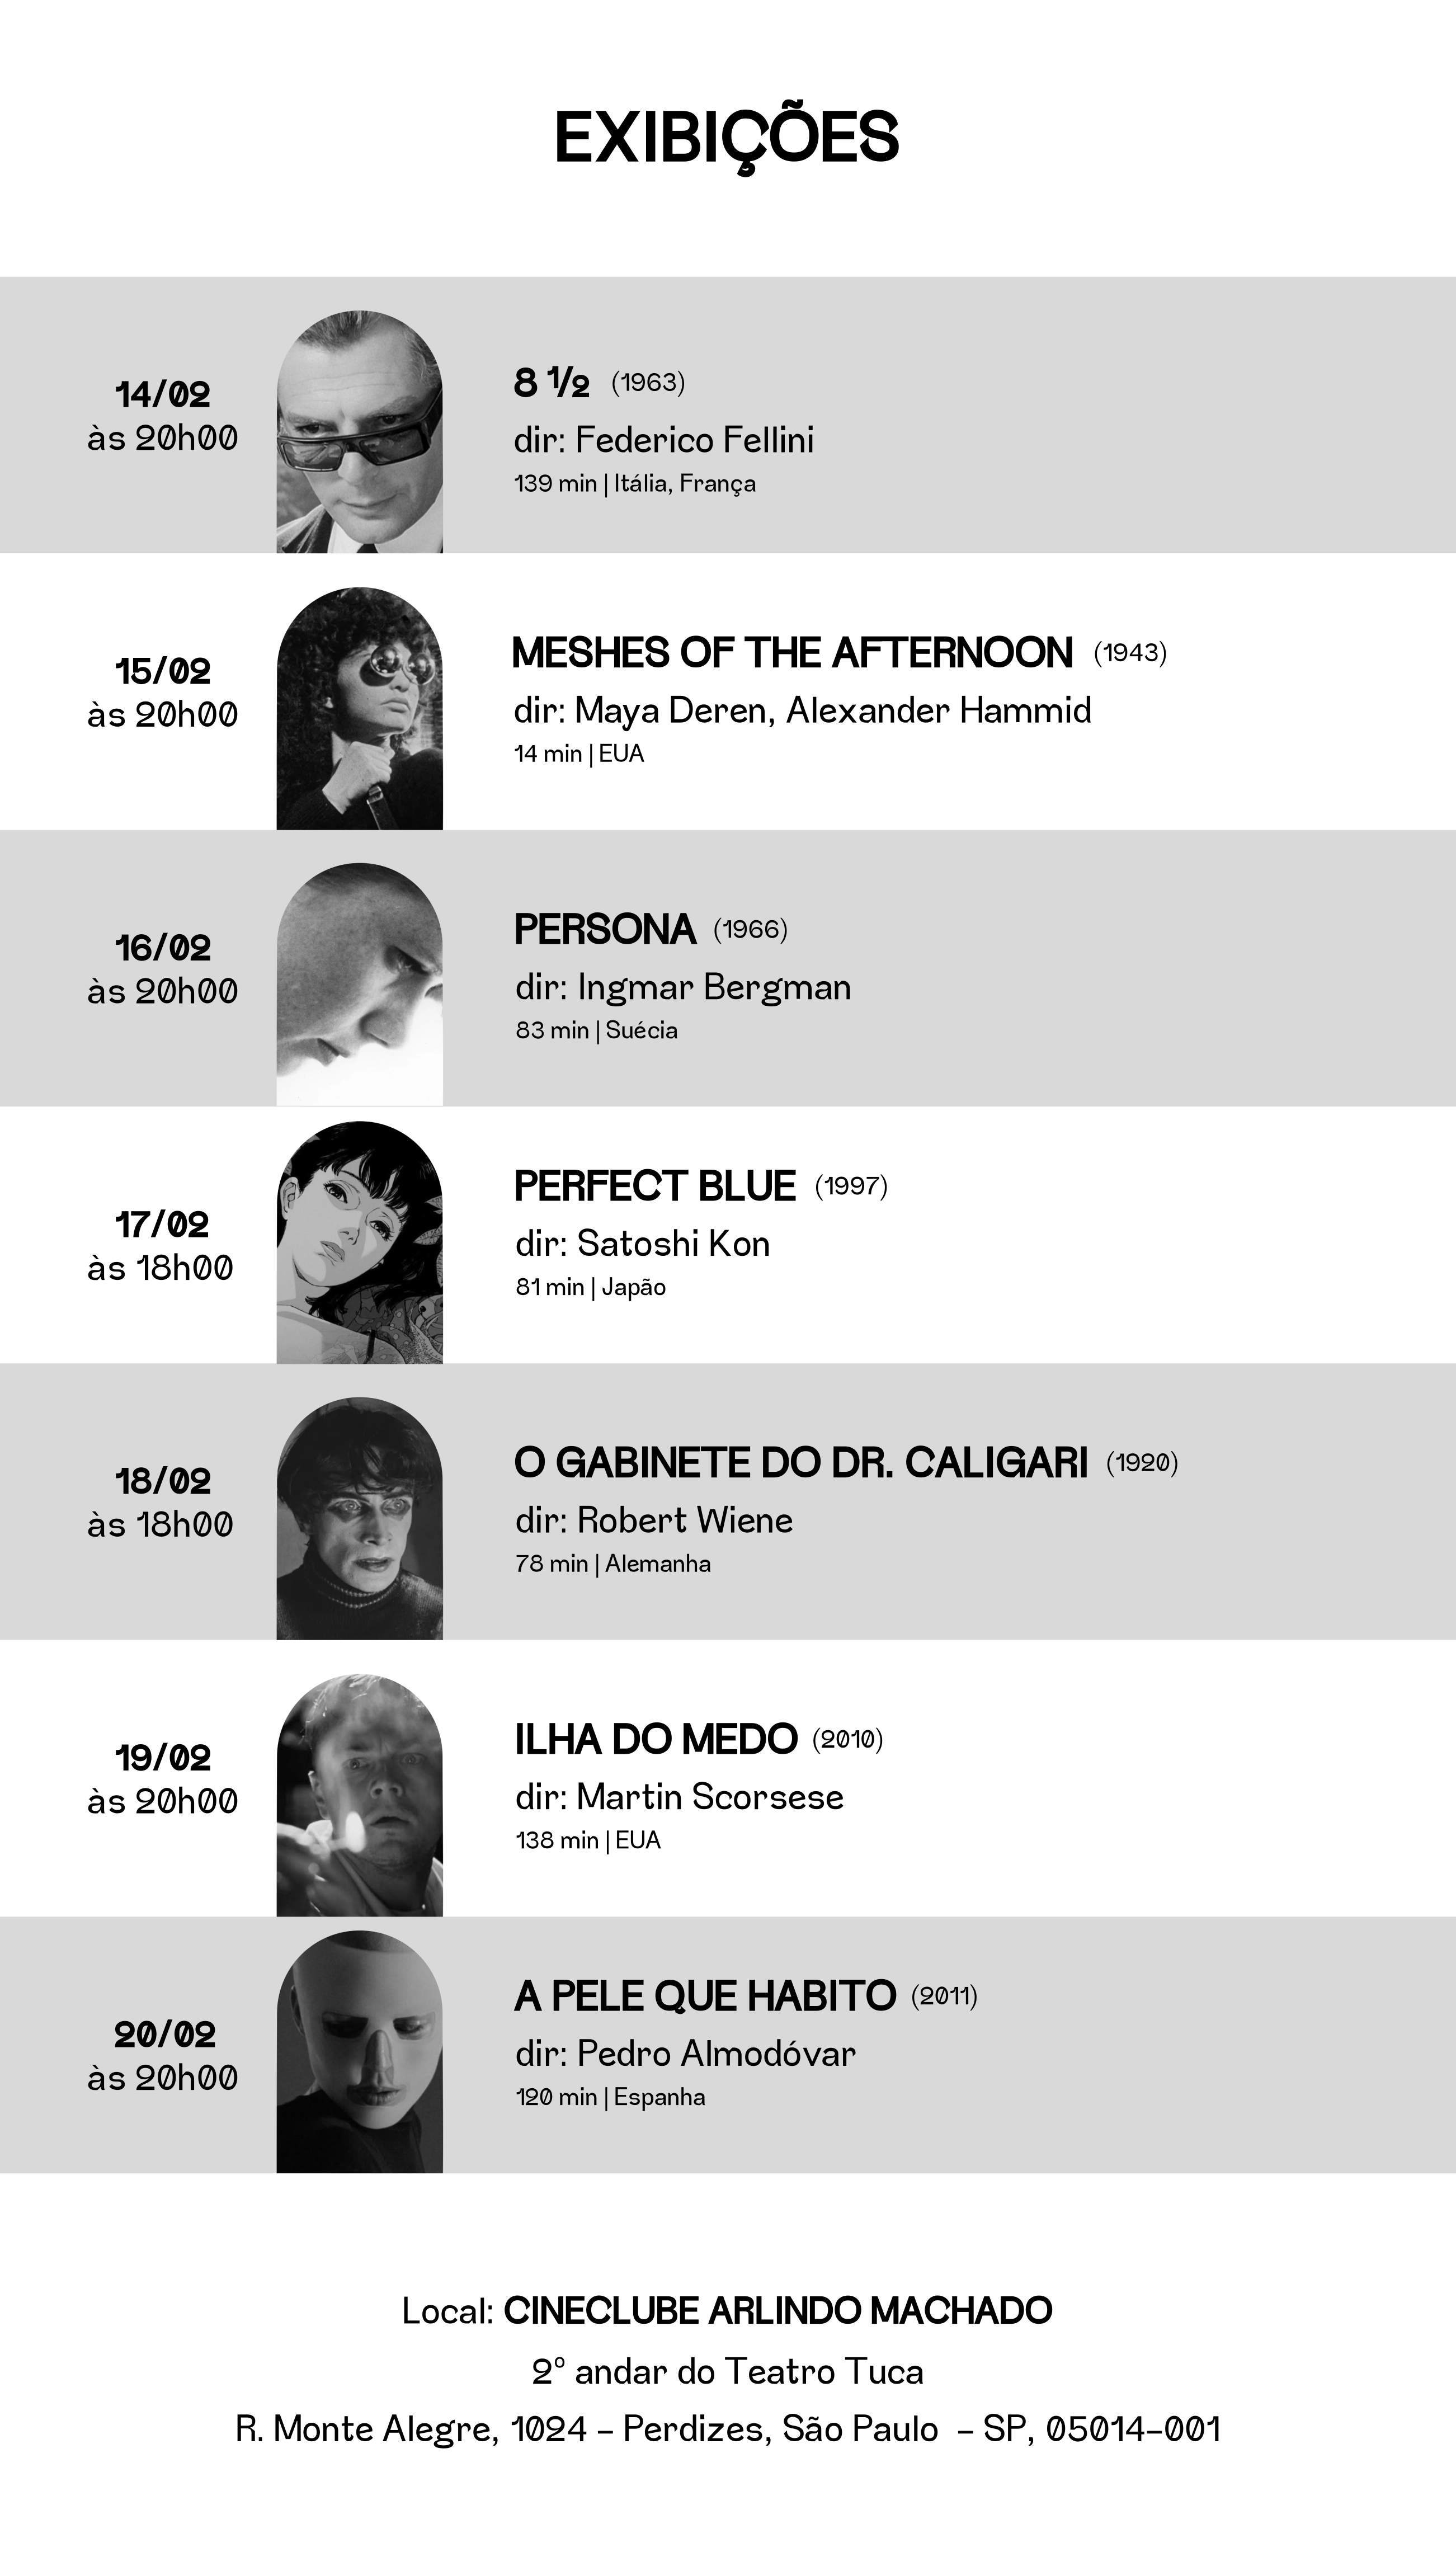 EXIBIÇÕES
14/02
às 20h00
8 ½ (1963)
dir: Federico Fellini
139 min | Itália, França
15/02
às 20h00
MESHES OF THE AFTERNOON (1943)
dir: Maya Deren, Alexander Hammid
14 min | EUA
16/02
às 20h00
PERSONA (1966)
dir: Ingmar Bergman
83 min | Suécia
17/02
às 18h00
PERFECT BLUE (1997)
dir: Satoshi Kon
81 min | Japão
18/02
às 18h00
O GABINETE DO DR. CALIGARI (1920)
dir: Robert Wiene
78 min | Alemanha
19/02
às 20h00
ILHA DO MEDO (2010)
dir: Martin Scorsese
138 min | EUA
20/02
às 20h00
A PELE QUE HABITO (2011)
dir: Pedro Almodóvar
120 min | Espanha
Local: CINECLUBE ARLINDO MACHADO
2º andar do Teatro Tuca
R. Monte Alegre, 1024 – Perdizes, São Paulo – SP, 05014-001